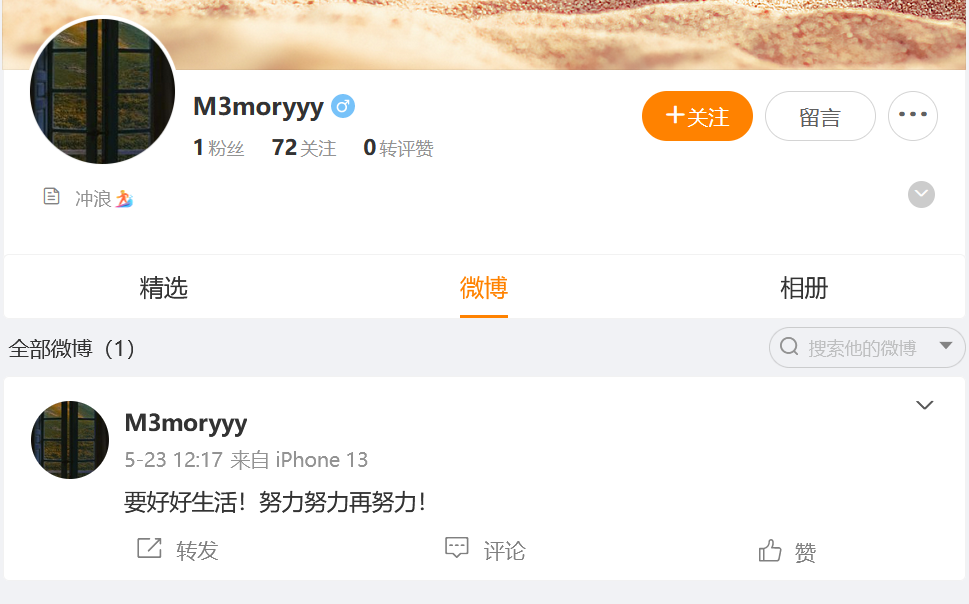 M3moryyy
+关注
留言
1粉丝 72关注 0转评赞
冲浪🏄
精选
微博
相册
全部微博（1）
搜索他的微博
M3moryyy
5-23 12:17 来自 iPhone 13
要好好生活！努力努力再努力！
转发
评论
赞